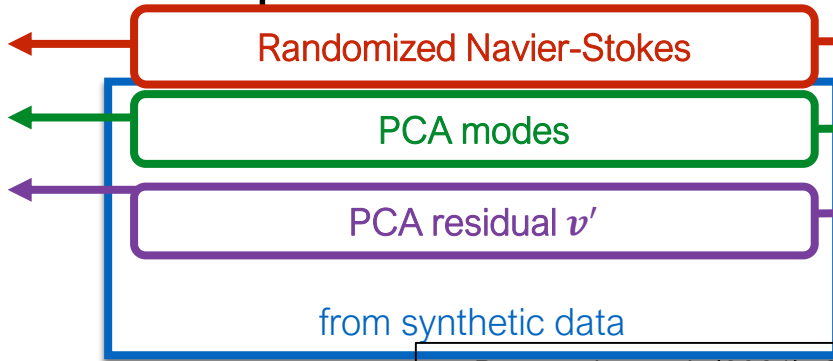 Randomized Navier-Stokes
PCA modes
PCA residual 𝒗′
from synthetic data